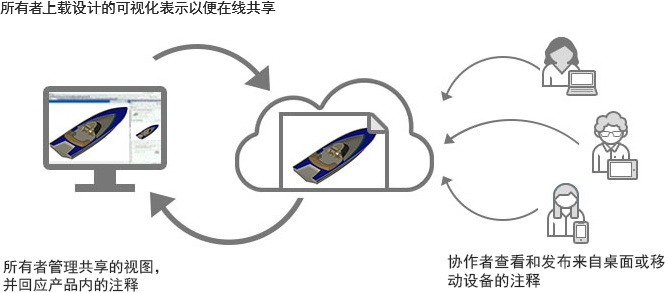 所有者上载设计的可视化表示以便在线共享
所有者管理共享的视图，
并回应产品内的注释
协作者查看和发布来自桌面或移
动设备的注释